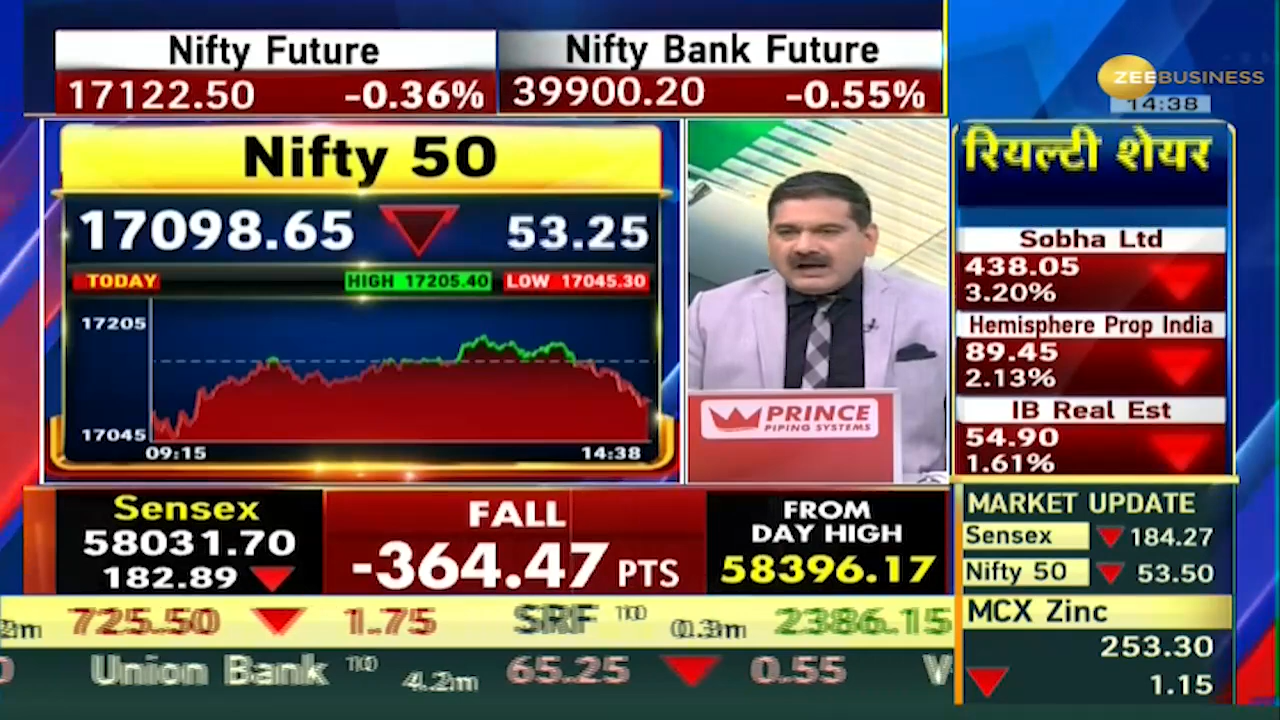 Nifty Future
17122.50 -0.36%
Nifty Bank Future
39900.20 -0.55%
ZEEBUSINESS
14:38
Nifty 50
17098.65 53.25
TODAY HIGH 17205.40 LOW 17045.30
17205
17045
09:15 14:38
PRINCE
PIPING SYSTEMS
रियल्टी शेयर
Sobha Ltd
438.05
3.20%
Hemisphere Prop India
89.45
2.13%
IB Real Est
54.90
1.61%
Sensex
58031.70
182.89
FALL
-364.47 PTS
FROM
DAY HIGH
58396.17
MARKET UPDATE
Sensex 184.27
Nifty 50 53.50
MCX Zinc
253.30
1.15
725.50 1.75 SRF 0.3m 2386.15
Union Bank 4.2m 65.25 0.55